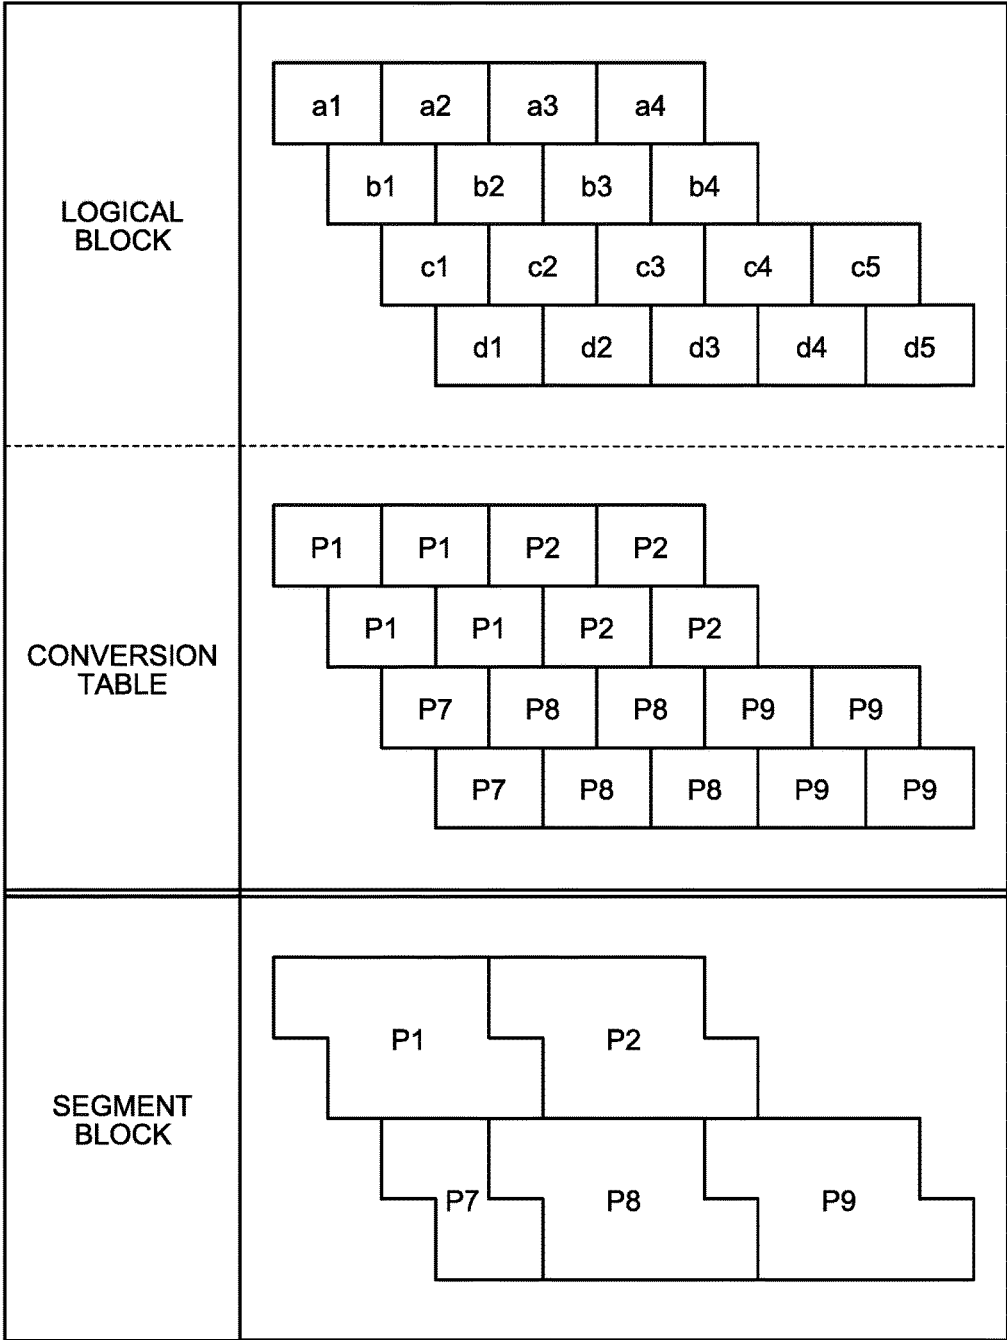 LOGICAL
BLOCK
a1 a2 a3 a4
b1 b2 b3 b4
c1 c2 c3 c4 c5
d1 d2 d3 d4 d5
CONVERSION
TABLE
P1 P1 P2 P2
P1 P1 P2 P2
P7 P8 P8 P9 P9
P7 P8 P8 P9 P9
SEGMENT
BLOCK
P1 P2
P7 P8 P9